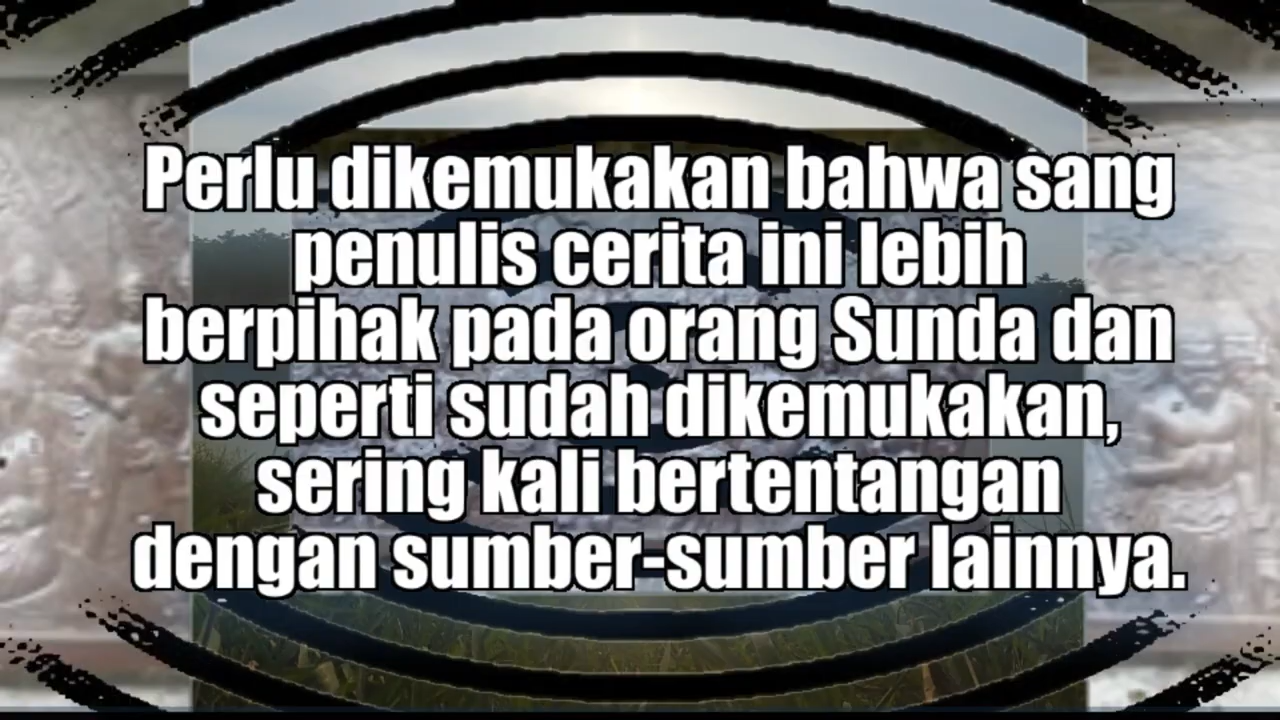 Perlu dikemukakan bahwa sang
penulis cerita ini lebih
berpihak pada orang Sunda dan
seperti sudah dikemukakan,
sering kali bertentangan
dengan sumber-sumber lainnya.